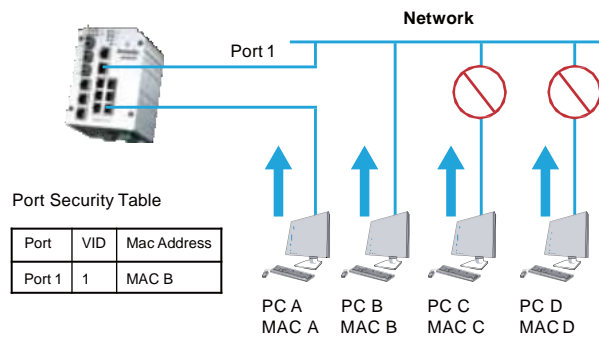 Network
Port 1
Port Security Table
Port VID Mac Address
Port 1 1 MAC B
PC A PC B PC C PC D
MAC A MAC B MAC C MAC D